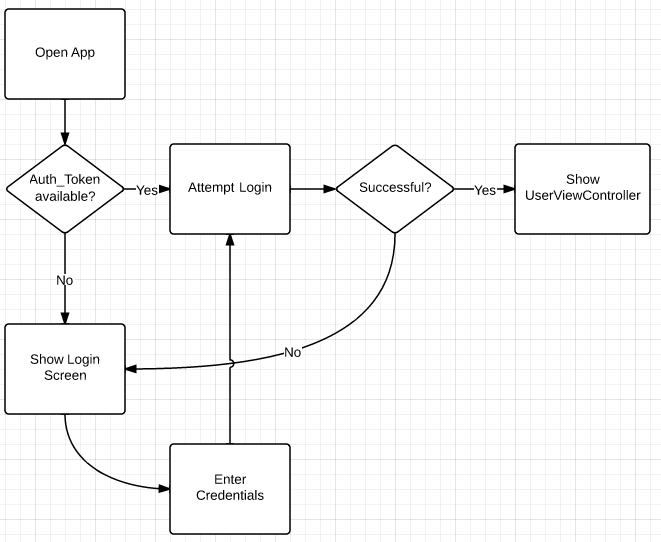 Open App
Auth_Token
available?
Yes
Attempt Login
Successful?
Yes
Show
UserViewController
No
No
Show Login
Screen
Enter
Credentials